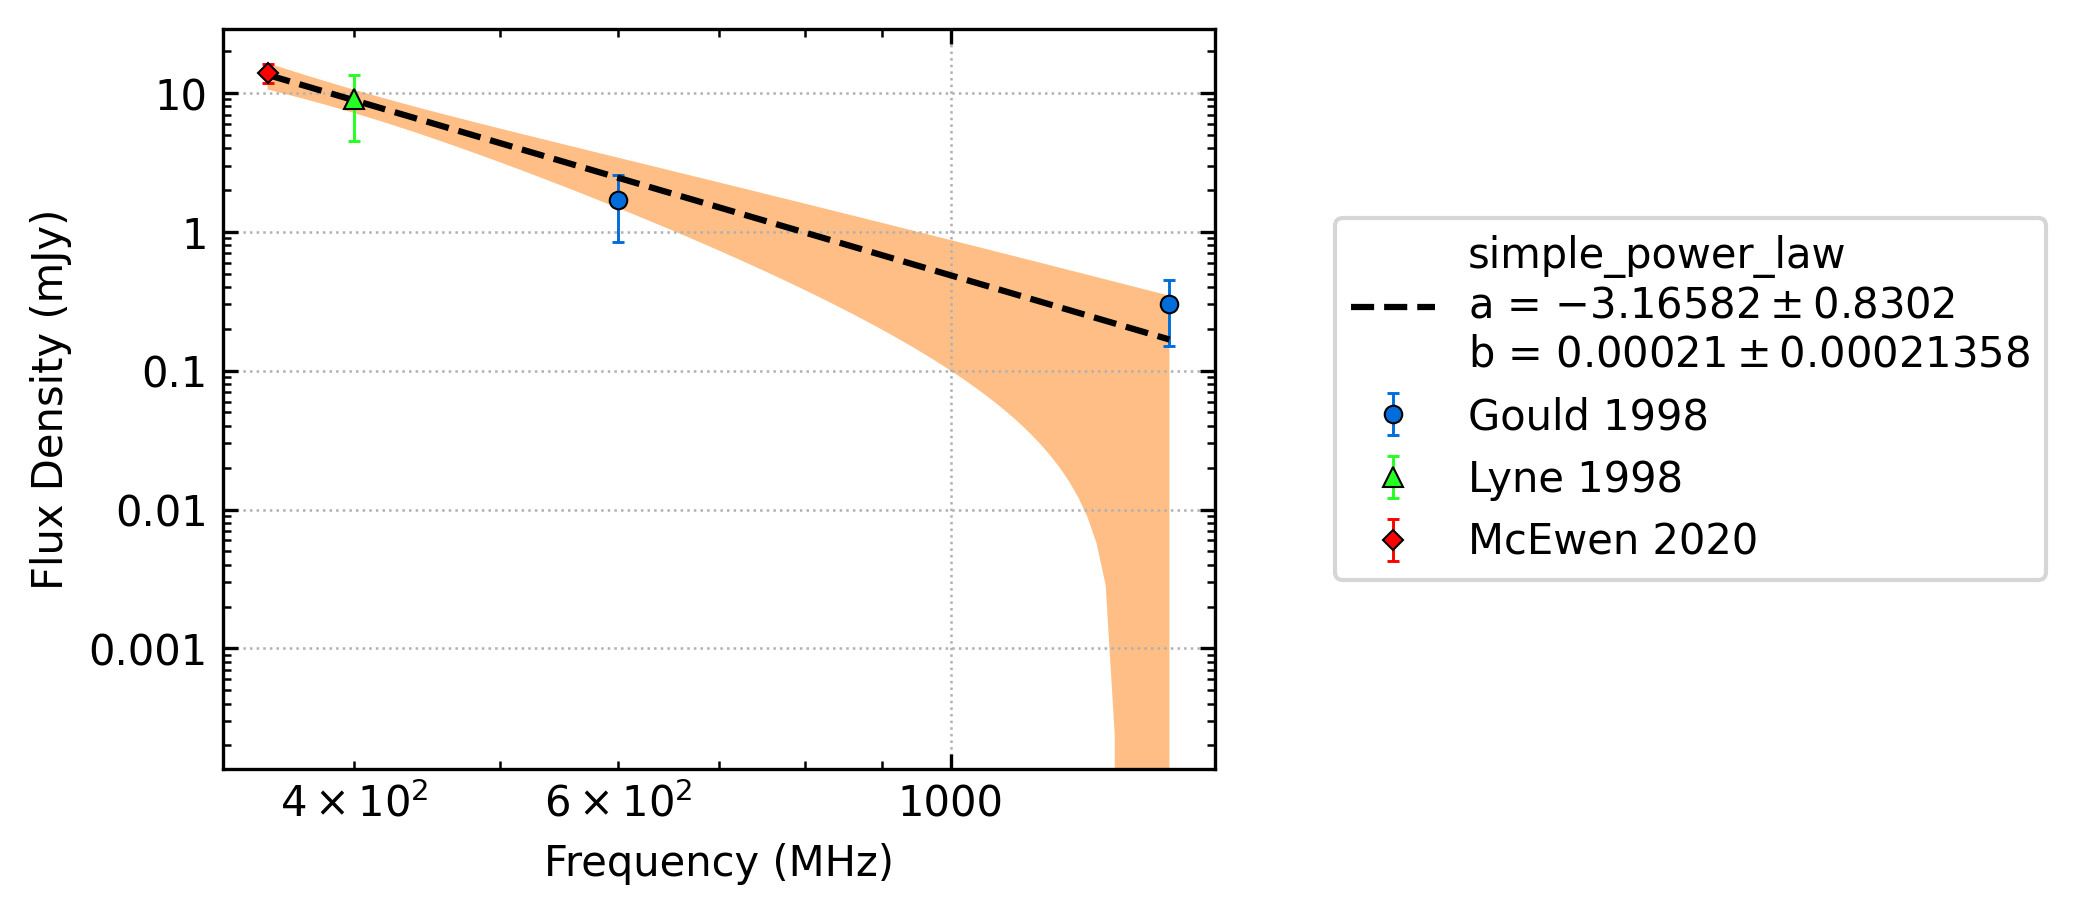 10
1
0.1
0.01
0.001
Flux Density (mJy)
4 × 10²
6 × 10²
1000
Frequency (MHz)
simple_power_law
a = −3.16582 ± 0.8302
b = 0.00021 ± 0.00021358
Gould 1998
Lyne 1998
McEwen 2020